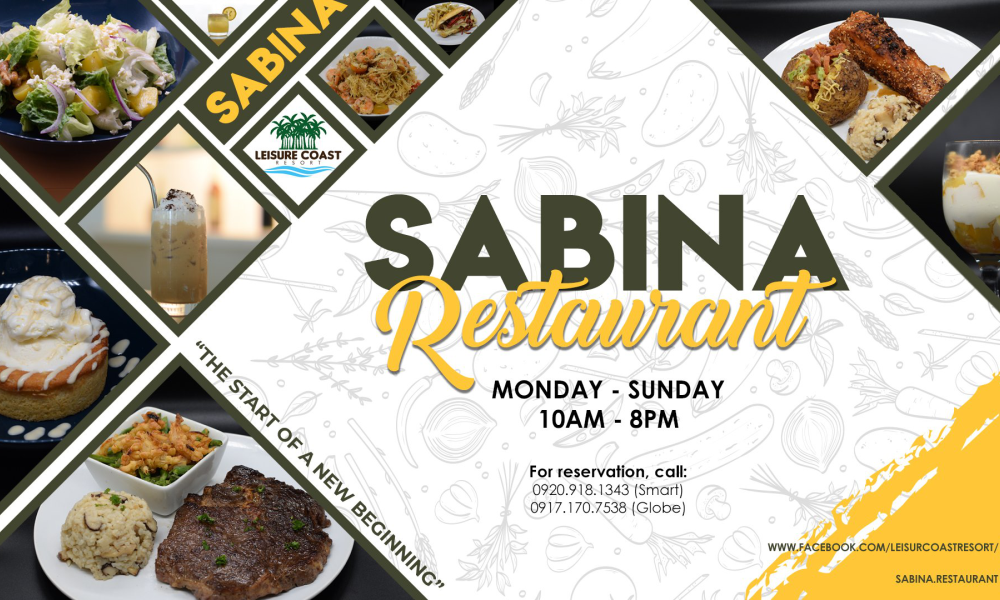 SABINA
LEISURE COAST
RESORT
SABINA
Restaurant
MONDAY - SUNDAY
10AM - 8PM
For reservation, call:
0920.918.1343 (Smart)
0917.170.7538 (Globe)
"THE START OF A NEW BEGINNING"
WWW.FACEBOOK.COM/LEISURCOASTRESORT/
SABINA.RESTAURANT